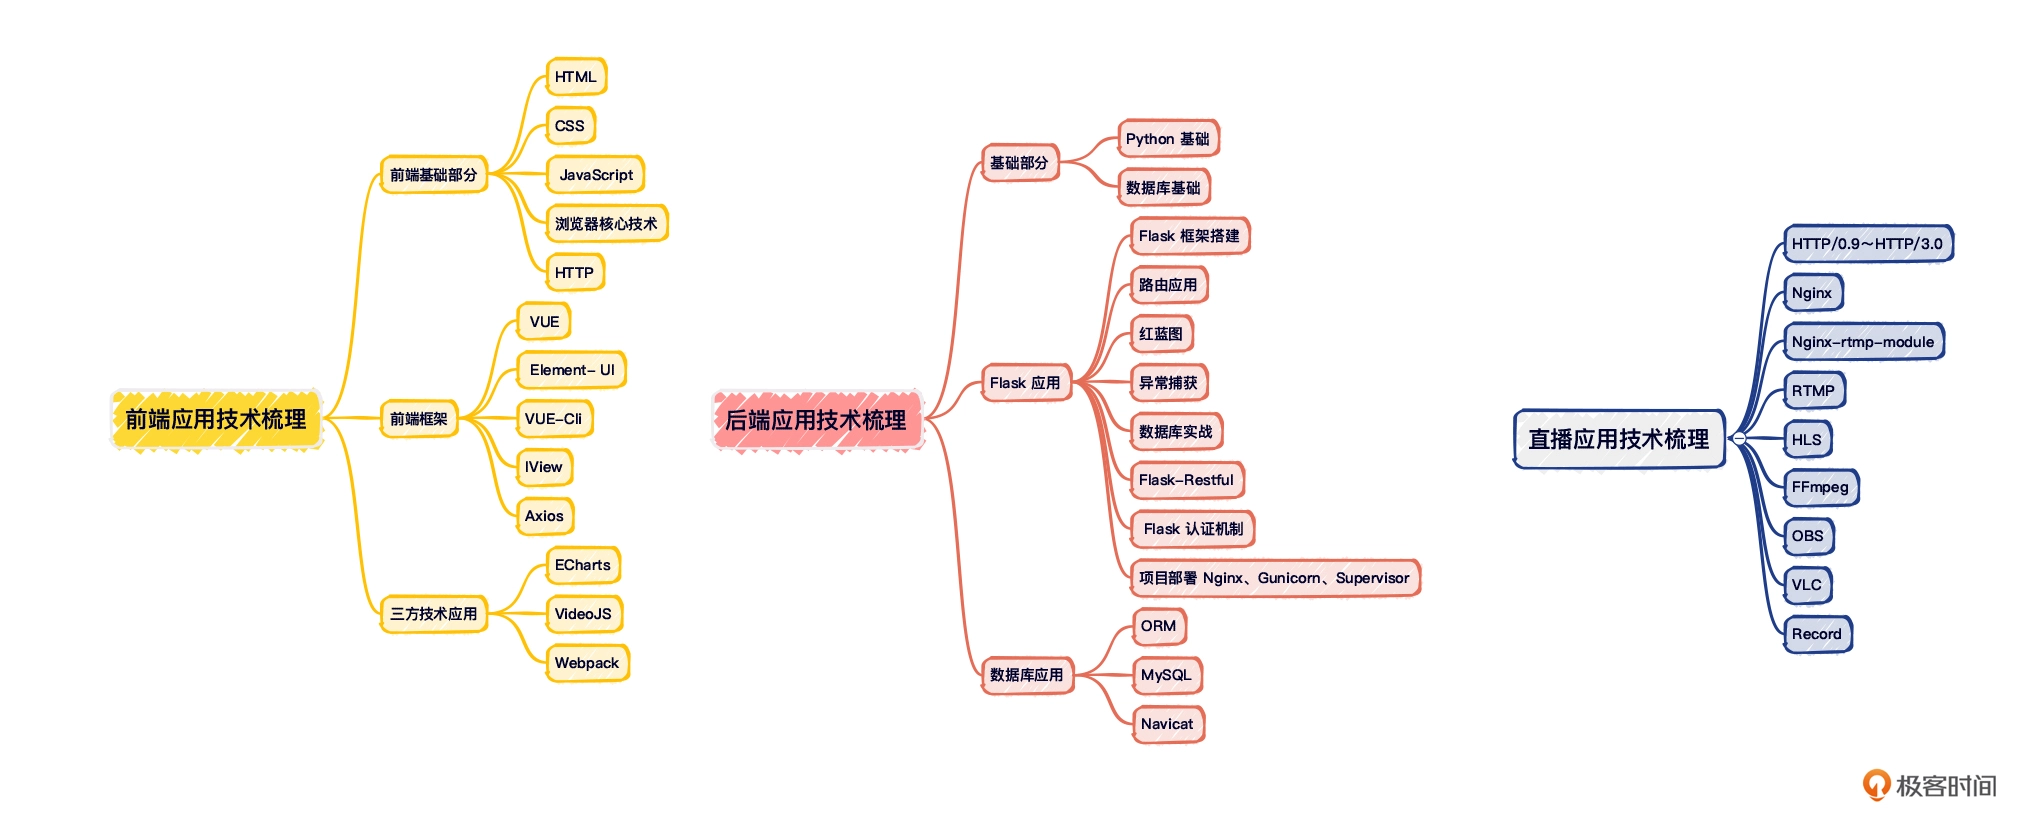 前端应用技术梳理
前端基础部分
HTML
CSS
JavaScript
浏览器核心技术
HTTP
前端框架
VUE
Element- UI
VUE-Cli
IView
Axios
三方技术应用
ECharts
VideoJS
Webpack
后端应用技术梳理
基础部分
Python 基础
数据库基础
Flask 应用
Flask 框架搭建
路由应用
红蓝图
异常捕获
数据库实战
Flask-Restful
Flask 认证机制
项目部署 Nginx、Gunicorn、Supervisor
数据库应用
ORM
MySQL
Navicat
直播应用技术梳理
HTTP/0.9～HTTP/3.0
Nginx
Nginx-rtmp-module
RTMP
HLS
FFmpeg
OBS
VLC
Record
极客时间